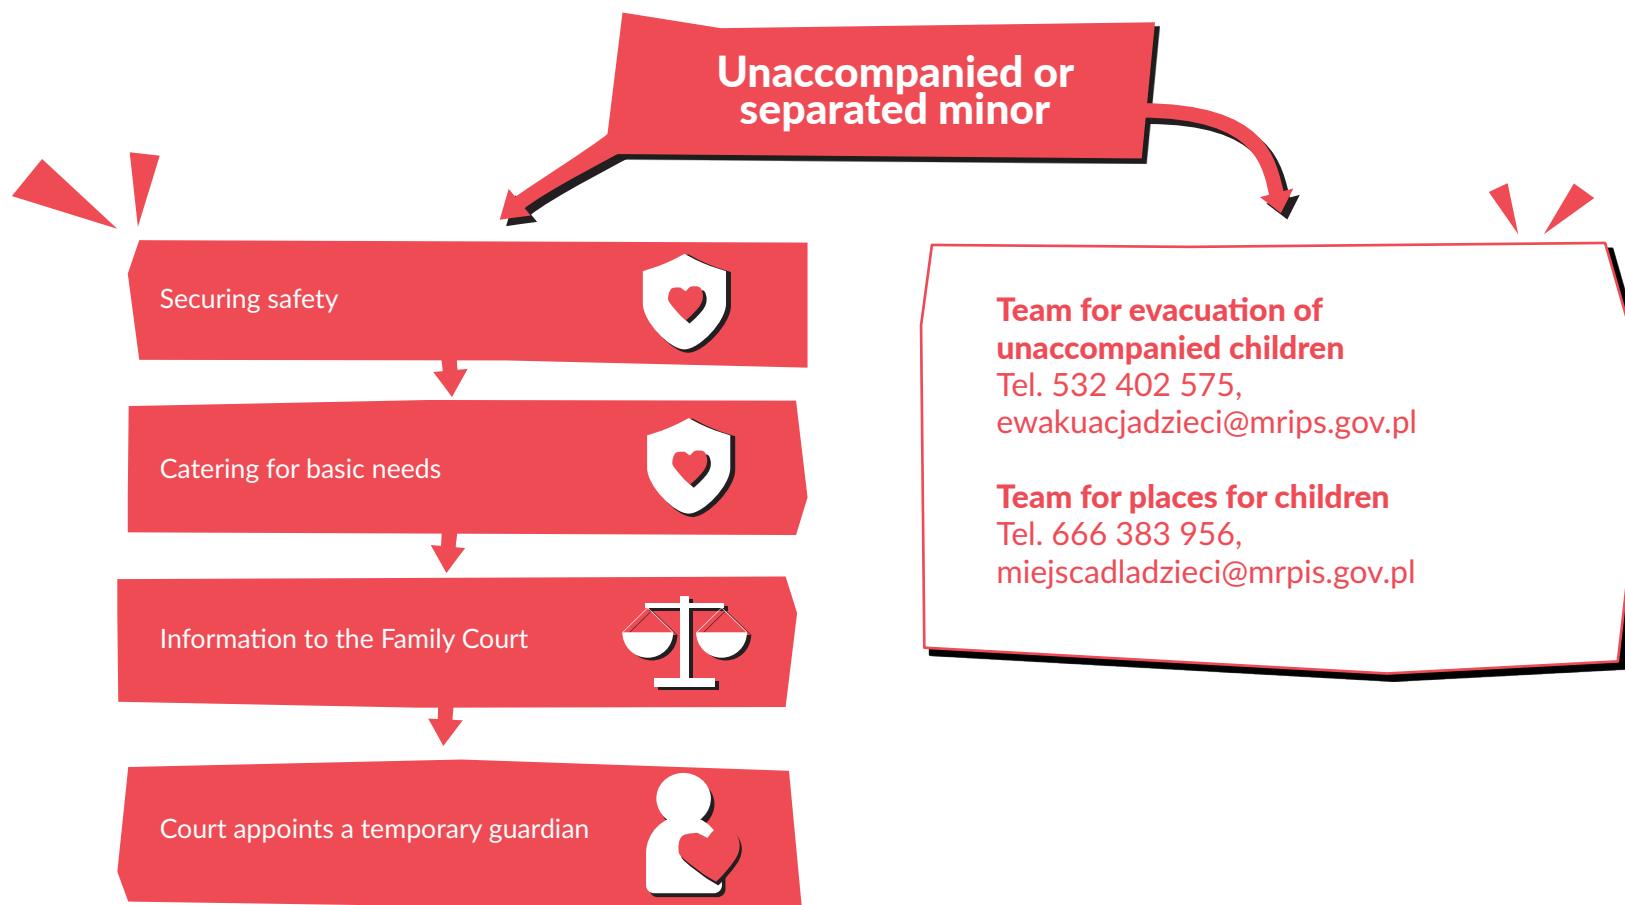 Unaccompanied or
separated minor
Securing safety
Catering for basic needs
Information to the Family Court
Court appoints a temporary guardian
Team for evacuation of
unaccompanied children
Tel. 532 402 575,
ewakuacjadzieci@mrips.gov.pl
Team for places for children
Tel. 666 383 956,
miejscadladzieci@mrpis.gov.pl